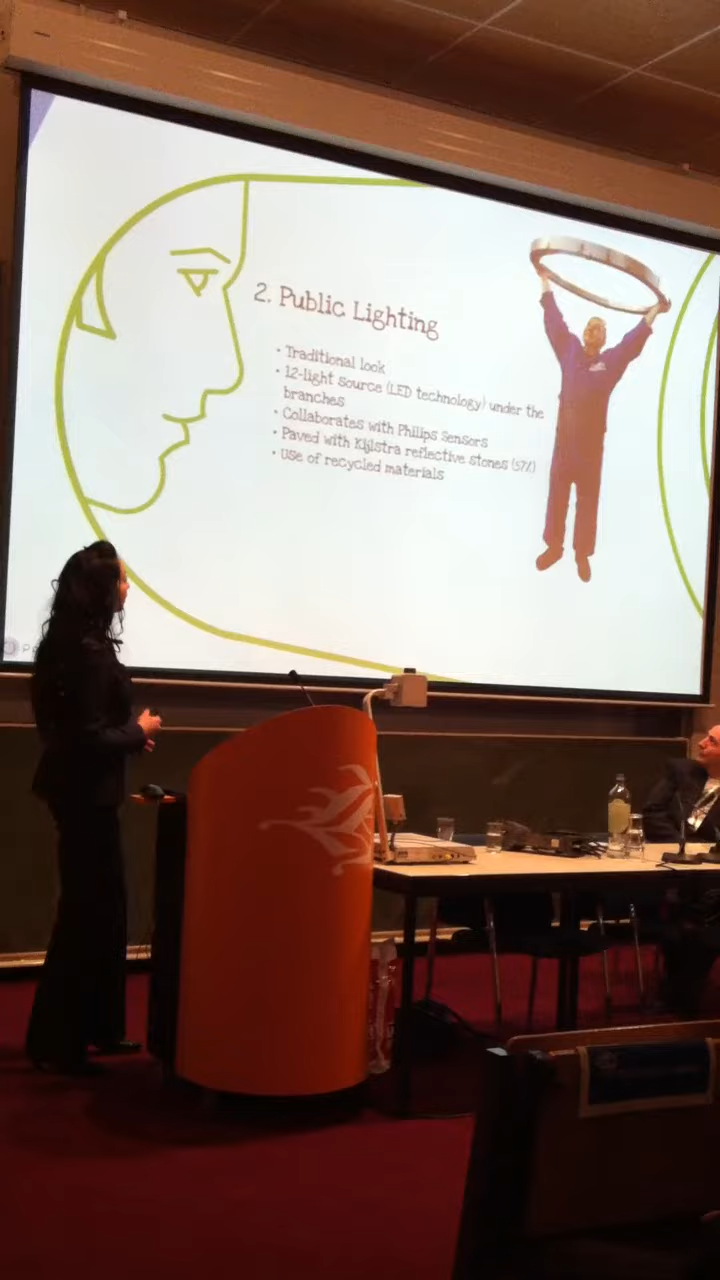 2. Public Lighting
• Traditional look
• 12-light source (LED technology) under the
branches
• Collaborates with Philips Sensors
• Paved with Kijlstra reflective stones (57%)
• Use of recycled materials